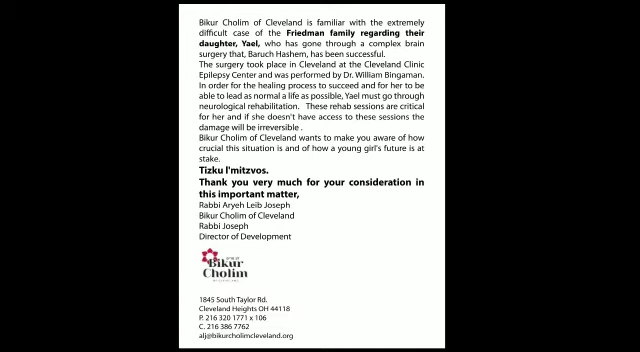 Bikur Cholim of Cleveland is familiar with the extremely
difficult case of the Friedman family regarding their
daughter, Yael, who has gone through a complex brain
surgery that, Baruch Hashem, has been successful.
The surgery took place in Cleveland at the Cleveland Clinic
Epilepsy Center and was performed by Dr. William Bingaman.
In order for the healing process to succeed and for her to be
able to lead as normal a life as possible, Yael must go through
neurological rehabilitation. These rehab sessions are critical
for her and if she doesn't have access to these sessions the
damage will be irreversible .
Bikur Cholim of Cleveland wants to make you aware of how
crucial this situation is and of how a young girl's future is at
stake.
Tizku l'mitzvos.
Thank you very much for your consideration in
this important matter,
Rabbi Aryeh Leib Joseph
Bikur Cholim of Cleveland
Rabbi Joseph
Director of Development
Bikur
Cholim
1845 South Taylor Rd.
Cleveland Heights OH 44118
P. 216 320 1771 x 106
C. 216 386 7762
alj@bikurcholimcleveland.org